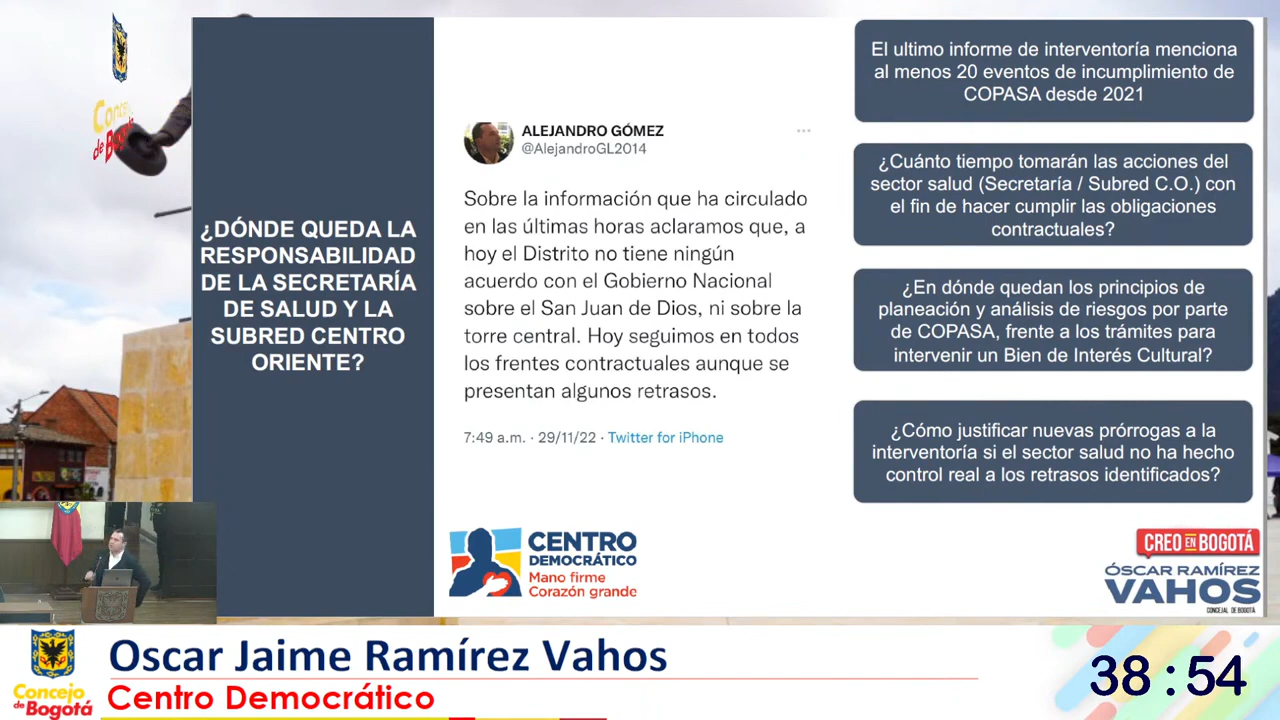 Concejo
de Bogotá
¿DÓNDE QUEDA LA
RESPONSABILIDAD
DE LA SECRETARÍA
DE SALUD Y LA
SUBRED CENTRO
ORIENTE?
ALEJANDRO GÓMEZ
@AlejandroGL2014
Sobre la información que ha circulado
en las últimas horas aclaramos que, a
hoy el Distrito no tiene ningún
acuerdo con el Gobierno Nacional
sobre el San Juan de Dios, ni sobre la
torre central. Hoy seguimos en todos
los frentes contractuales aunque se
presentan algunos retrasos.
7:49 a.m. · 29/11/22 · Twitter for iPhone
CENTRO
DEMOCRÁTICO
Mano firme
Corazón grande
El ultimo informe de interventoría menciona
al menos 20 eventos de incumplimiento de
COPASA desde 2021
¿Cuánto tiempo tomarán las acciones del
sector salud (Secretaría / Subred C.O.) con
el fin de hacer cumplir las obligaciones
contractuales?
¿En dónde quedan los principios de
planeación y análisis de riesgos por parte
de COPASA, frente a los trámites para
intervenir un Bien de Interés Cultural?
¿Cómo justificar nuevas prórrogas a la
interventoría si el sector salud no ha hecho
control real a los retrasos identificados?
CREO EN BOGOTÁ
ÓSCAR RAMÍREZ
VAHOS
CONCEJAL DE BOGOTÁ
Concejo
de Bogotá
Oscar Jaime Ramírez Vahos
Centro Democrático
38:54